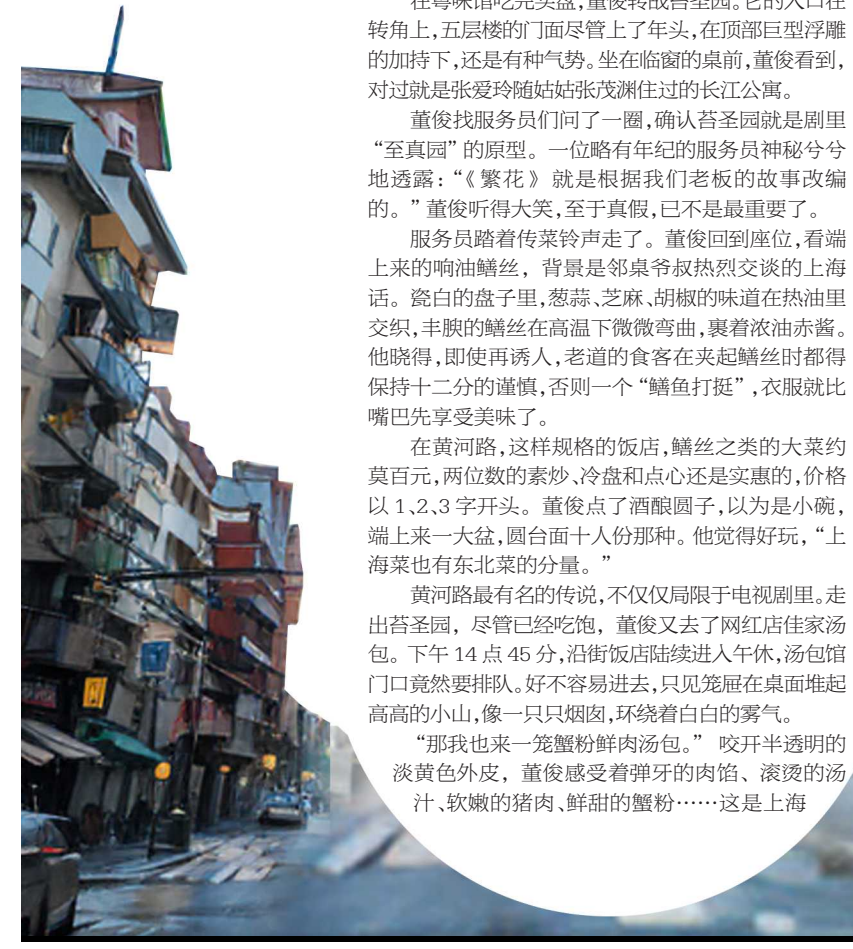 在粤味馆吃完头盘,董俊转战苔圣园。它的入口在
转角上,五层楼的门面尽管上了年头,在顶部巨型浮雕
的加持下,还是有种气势。坐在临窗的桌前,董俊看到,
对过就是张爱玲随姑姑张茂渊住过的长江公寓。
董俊找服务员们问了一圈,确认苔圣园就是剧里
“至真园”的原型。一位略有年纪的服务员神秘兮兮
地透露:“《繁花》就是根据我们老板的故事改编
的。”董俊听得大笑,至于真假,已不是最重要了。
服务员踏着传菜铃声走了。董俊回到座位,看端
上来的响油鳝丝,背景是邻桌爷叔热烈交谈的上海
话。瓷白的盘子里,葱蒜、芝麻、胡椒的味道在热油里
交织,丰腴的鳝丝在高温下微微弯曲,裹着浓油赤酱。
他晓得,即使再诱人,老道的食客在夹起鳝丝时都得
保持十二分的谨慎,否则一个“鳝鱼打挺”,衣服就比
嘴巴先享受美味了。
在黄河路,这样规格的饭店,鳝丝之类的大菜约
莫百元,两位数的素炒、冷盘和点心还是实惠的,价格
以1、2、3字开头。董俊点了酒酿圆子,以为是小碗,
端上来一大盆,圆台面十人份那种。他觉得好玩,“上
海菜也有东北菜的分量。”
黄河路最有名的传说,不仅仅局限于电视剧里。走
出苔圣园,尽管已经吃饱,董俊又去了网红店佳家汤
包。下午14点45分,沿街饭店陆续进入午休,汤包馆
门口竟然要排队。好不容易进去,只见笼屉在桌面堆起
高高的小山,像一只只烟囱,环绕着白白的雾气。
“那我也来一笼蟹粉鲜肉汤包。”咬开半透明的
淡黄色外皮,董俊感受着弹牙的肉馅、滚烫的汤
汁、软嫩的猪肉、鲜甜的蟹粉……这是上海